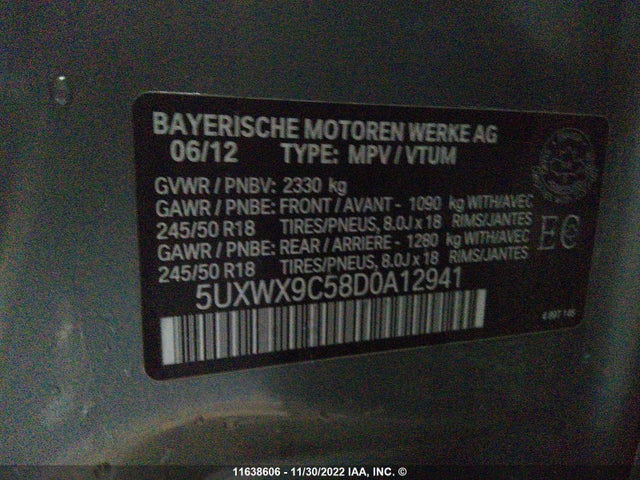 BAYERISCHE MOTOREN WERKE AG
06/12 TYPE: MPV / VTUM
GVWR / PNBV: 2330 kg
GAWR / PNBE: FRONT / AVANT - 1090 kg WITH/AVEC
245/50 R18 TIRES/PNEUS, 8.0J x 18 RIMS/JANTES
GAWR / PNBE: REAR / ARRIERE - 1280 kg WITH/AVEC
245/50 R18 TIRES/PNEUS, 8.0J x 18 RIMS/JANTES
EC
5UXWX9C58D0A12941
11638606 - 11/30/2022 IAA, INC. ©